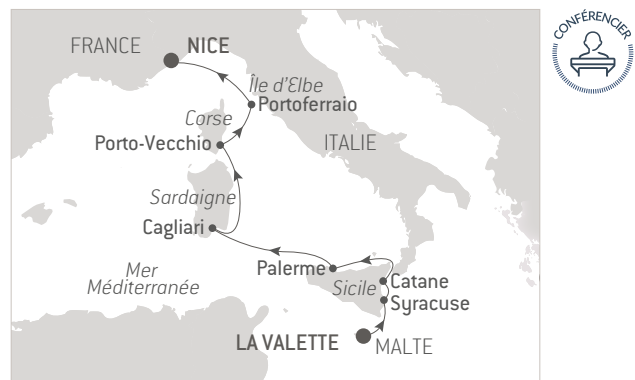 CONFÉRENCIER
FRANCE
NICE
Île d'Elbe
Portoferraio
Corse
Porto-Vecchio
ITALIE
Sardaigne
Cagliari
Palerme
Mer
Méditerranée
Sicile
Catane
Syracuse
LA VALETTE
MALTE